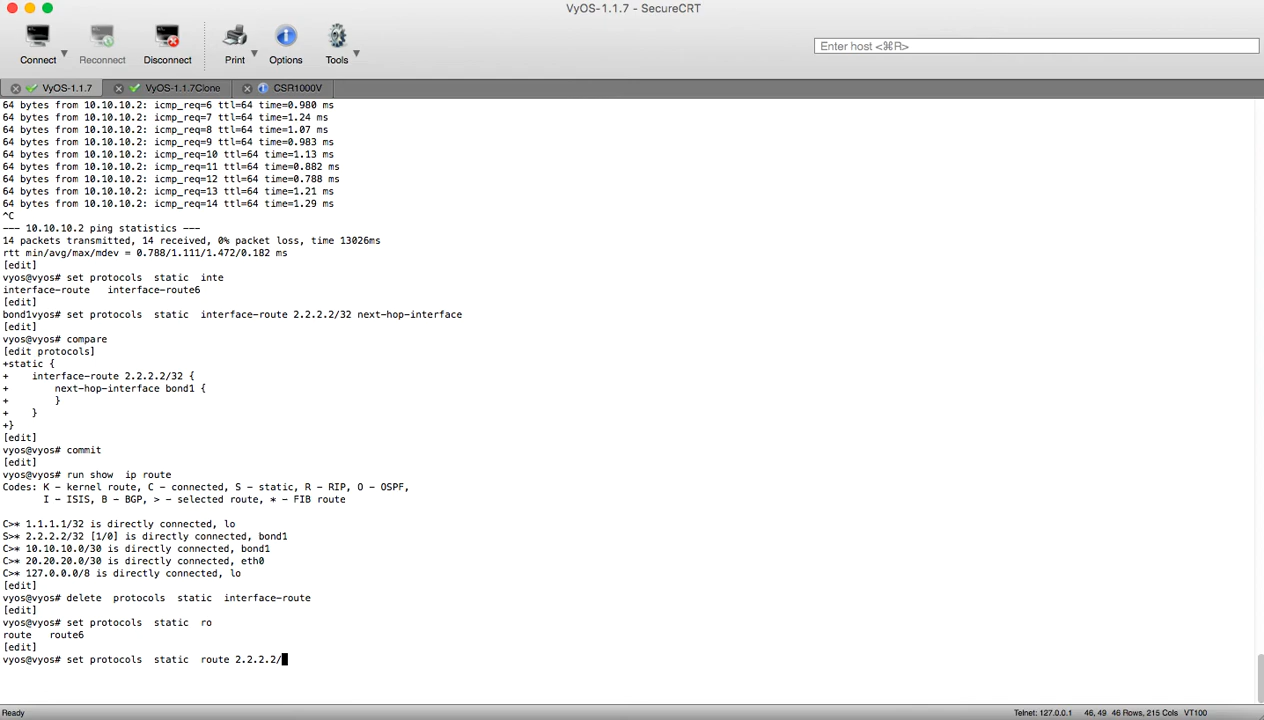 VyOS-1.1.7 - SecureCRT
Connect Reconnect Disconnect Print Options Tools
Enter host <⌘R>
VyOS-1.1.7 VyOS-1.1.7Clone CSR1000V
64 bytes from 10.10.10.2: icmp_req=6 ttl=64 time=0.980 ms
64 bytes from 10.10.10.2: icmp_req=7 ttl=64 time=1.24 ms
64 bytes from 10.10.10.2: icmp_req=8 ttl=64 time=1.07 ms
64 bytes from 10.10.10.2: icmp_req=9 ttl=64 time=0.983 ms
64 bytes from 10.10.10.2: icmp_req=10 ttl=64 time=1.13 ms
64 bytes from 10.10.10.2: icmp_req=11 ttl=64 time=0.882 ms
64 bytes from 10.10.10.2: icmp_req=12 ttl=64 time=0.788 ms
64 bytes from 10.10.10.2: icmp_req=13 ttl=64 time=1.21 ms
64 bytes from 10.10.10.2: icmp_req=14 ttl=64 time=1.29 ms
^C
--- 10.10.10.2 ping statistics ---
14 packets transmitted, 14 received, 0% packet loss, time 13026ms
rtt min/avg/max/mdev = 0.788/1.111/1.472/0.182 ms
[edit]
vyos@vyos# set protocols  static  inte
interface-route   interface-route6
[edit]
bond1vyos# set protocols  static  interface-route 2.2.2.2/32 next-hop-interface
[edit]
vyos@vyos# compare
[edit protocols]
+static {
+    interface-route 2.2.2.2/32 {
+        next-hop-interface bond1 {
+        }
+    }
+}
[edit]
vyos@vyos# commit
[edit]
vyos@vyos# run show  ip route
Codes: K - kernel route, C - connected, S - static, R - RIP, O - OSPF,
       I - ISIS, B - BGP, > - selected route, * - FIB route
C>* 1.1.1.1/32 is directly connected, lo
S>* 2.2.2.2/32 [1/0] is directly connected, bond1
C>* 10.10.10.0/30 is directly connected, bond1
C>* 20.20.20.0/30 is directly connected, eth0
C>* 127.0.0.0/8 is directly connected, lo
[edit]
vyos@vyos# delete  protocols  static  interface-route
[edit]
vyos@vyos# set protocols  static  ro
route   route6
[edit]
vyos@vyos# set protocols  static  route 2.2.2.2/
Ready Telnet: 127.0.0.1 46, 49 46 Rows, 215 Cols VT100